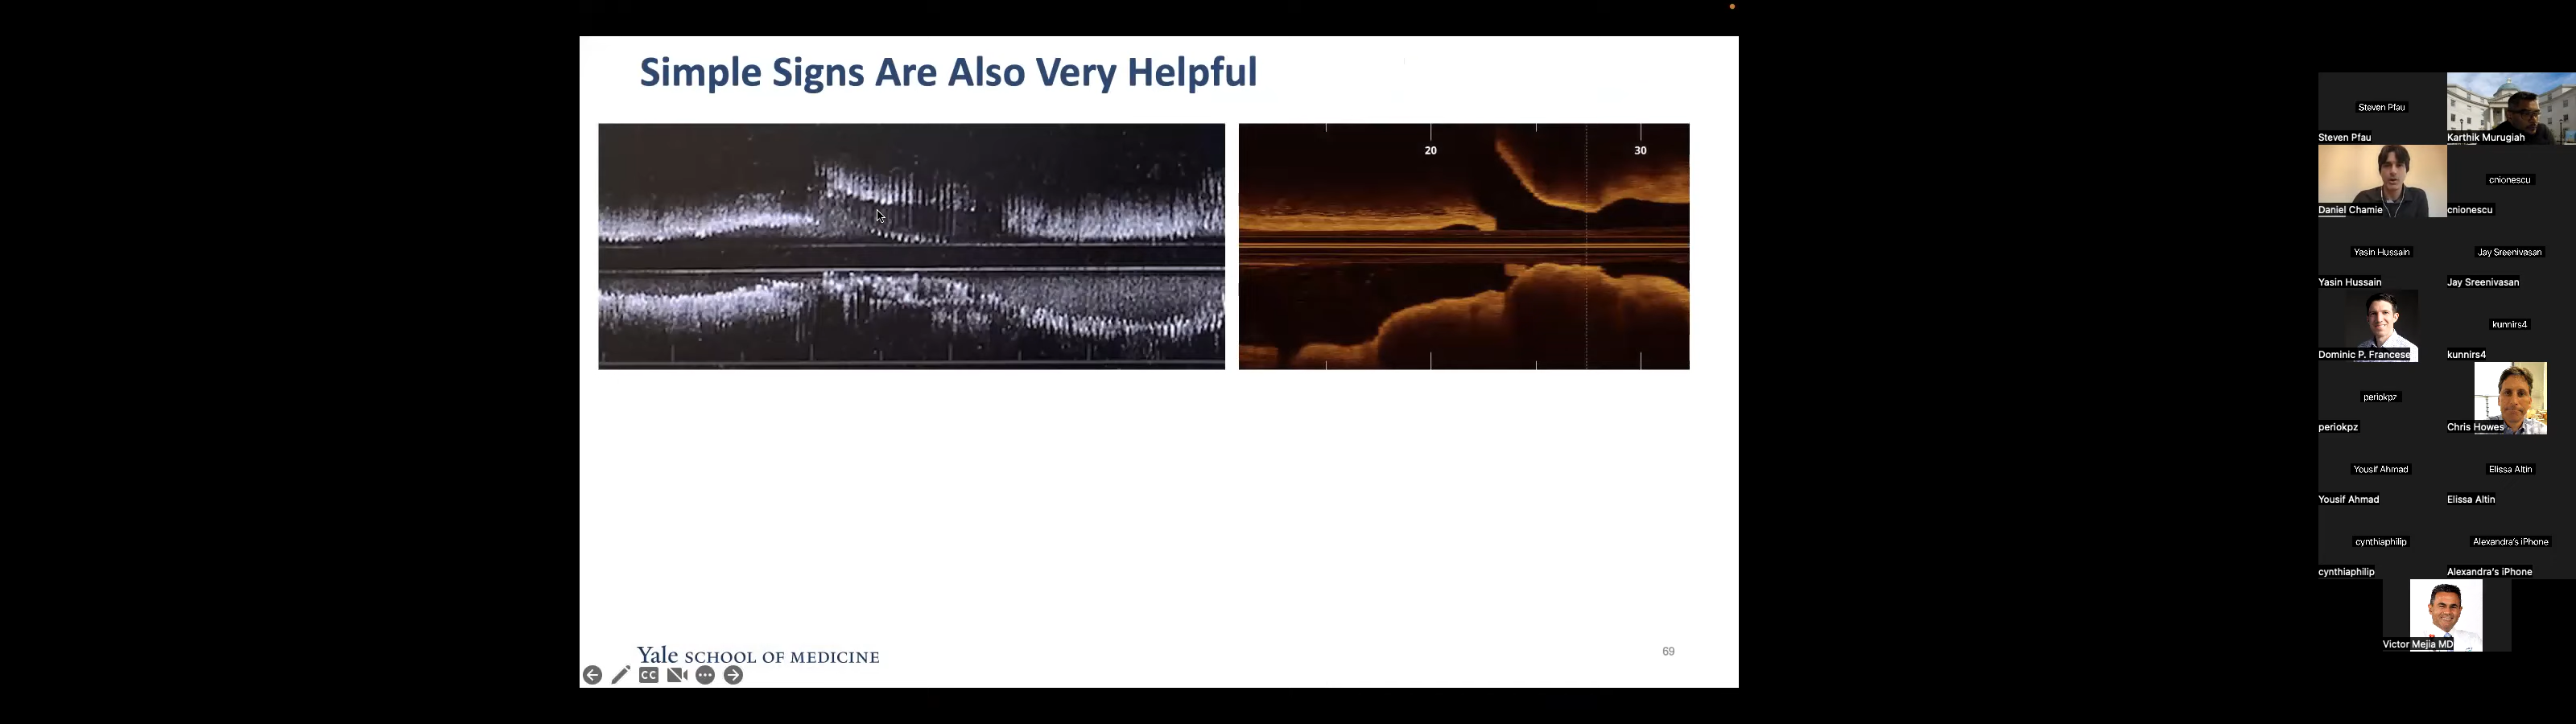 Simple Signs Are Also Very Helpful
20
30
Yale SCHOOL OF MEDICINE
69
CC
Steven Pfau
Steven Pfau
Karthik Murugiah
Daniel Chamie
cnionescu
cnionescu
Yasin Hussain
Yasin Hussain
Jay Sreenivasan
Jay Sreenivasan
Dominic P. Francese
kunnirs4
kunnirs4
periokpz
periokpz
Chris Howes
Yousif Ahmad
Yousif Ahmad
Elissa Altin
Elissa Altin
cynthiaphilip
cynthiaphilip
Alexandra's iPhone
Alexandra's iPhone
Victor Mejia MD